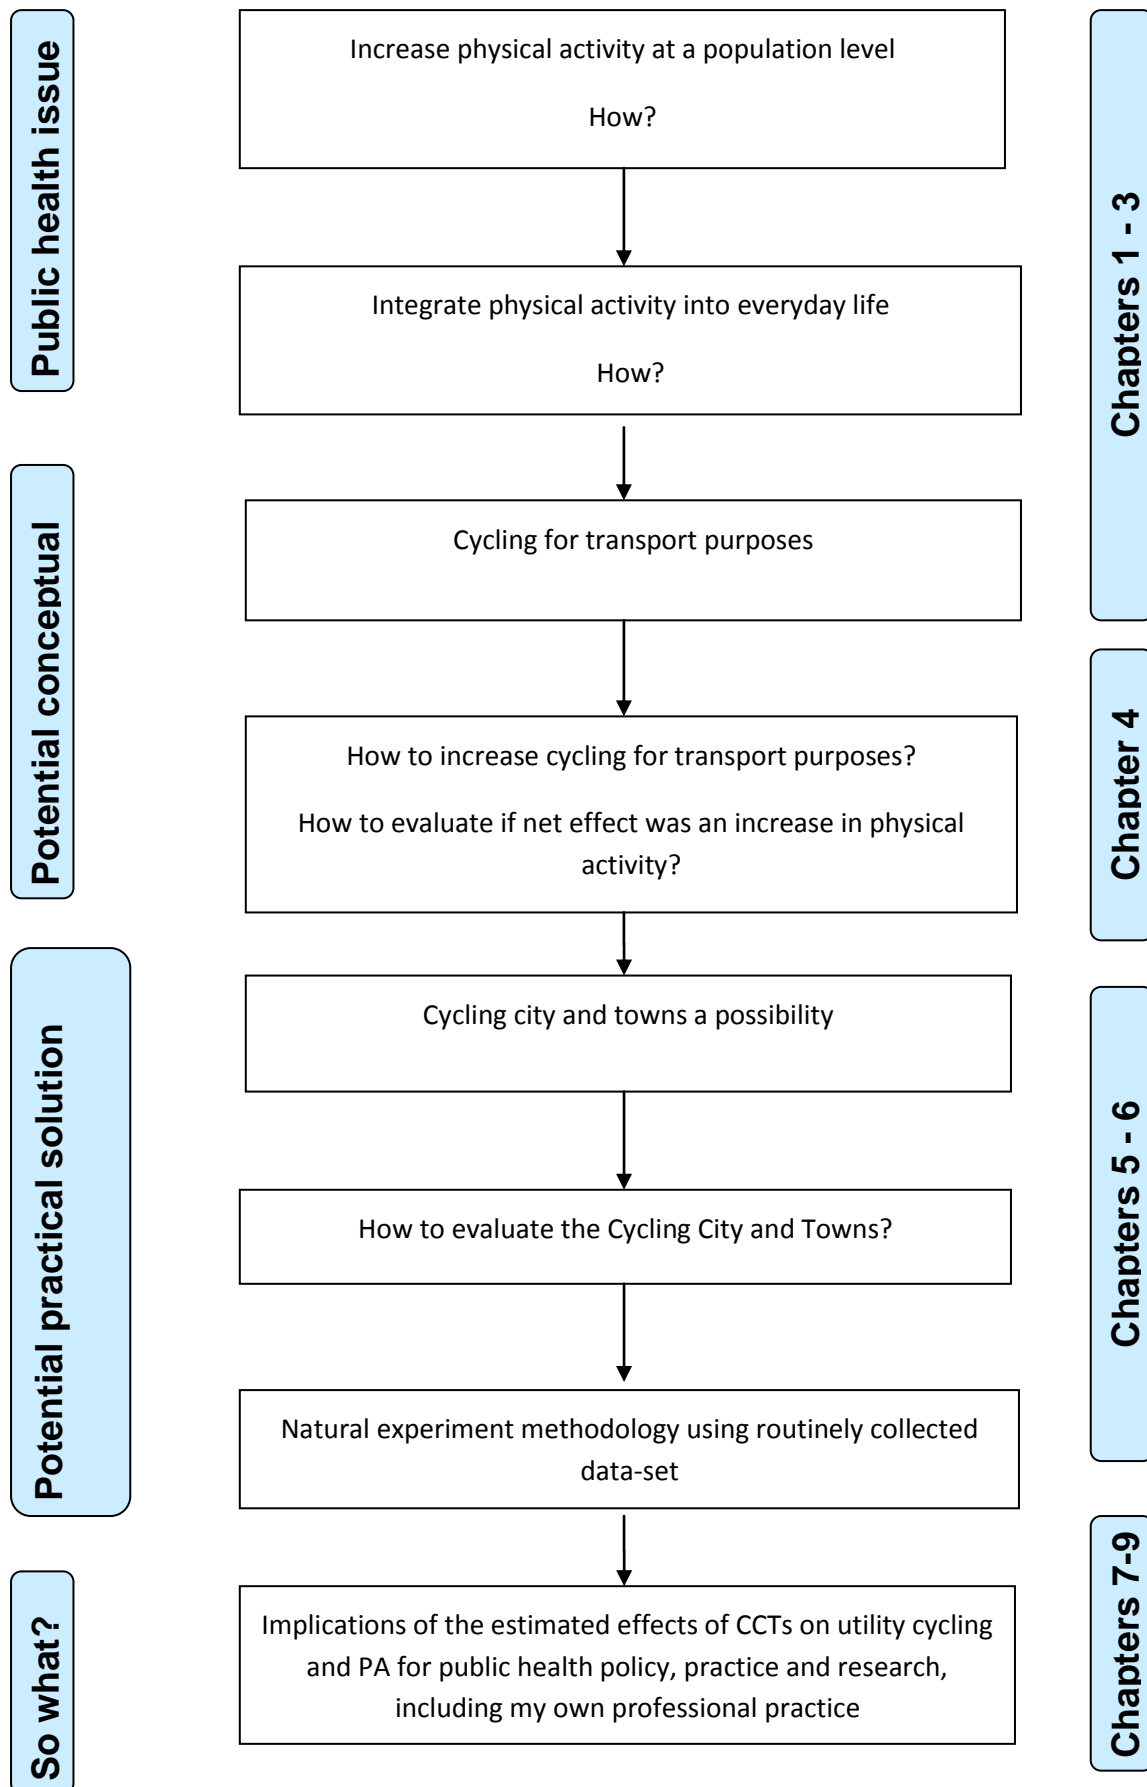 Public health issue
Increase physical activity at a population level
How?
Chapters 1 - 3
Integrate physical activity into everyday life
How?
Potential conceptual
Cycling for transport purposes
Chapter 4
How to increase cycling for transport purposes?
How to evaluate if net effect was an increase in physical
activity?
Potential practical solution
Cycling city and towns a possibility
Chapters 5 - 6
How to evaluate the Cycling City and Towns?
Natural experiment methodology using routinely collected
data-set
So what?
Implications of the estimated effects of CCTs on utility cycling
and PA for public health policy, practice and research,
including my own professional practice
Chapters 7-9